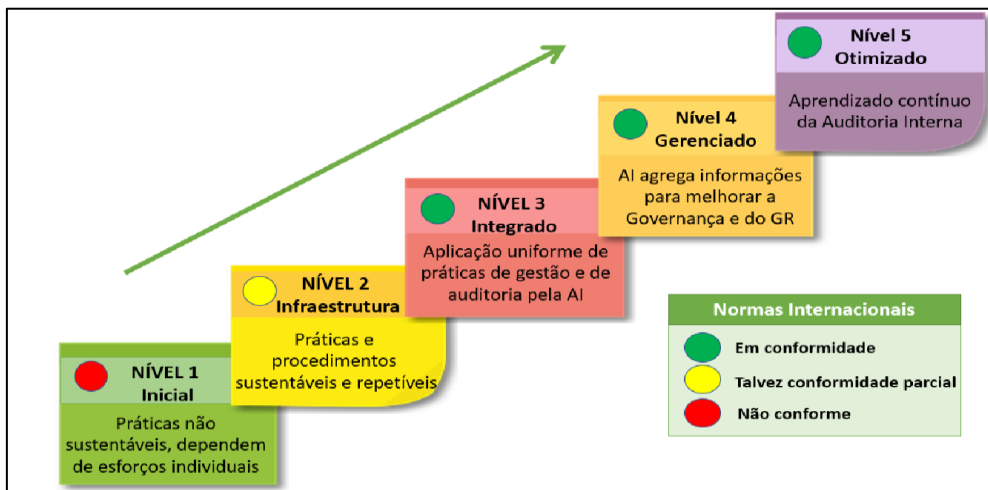 Nível 5
Otimizado
Aprendizado contínuo
da Auditoria Interna
Nível 4
Gerenciado
AI agrega informações
para melhorar a
Governança e do GR
NÍVEL 3
Integrado
Aplicação uniforme de
práticas de gestão e de
auditoria pela AI
NÍVEL 2
Infraestrutura
Práticas e
procedimentos
sustentáveis e repetíveis
NÍVEL 1
Inicial
Práticas não
sustentáveis, dependem
de esforços individuais
Normas Internacionais
Em conformidade
Talvez conformidade parcial
Não conforme